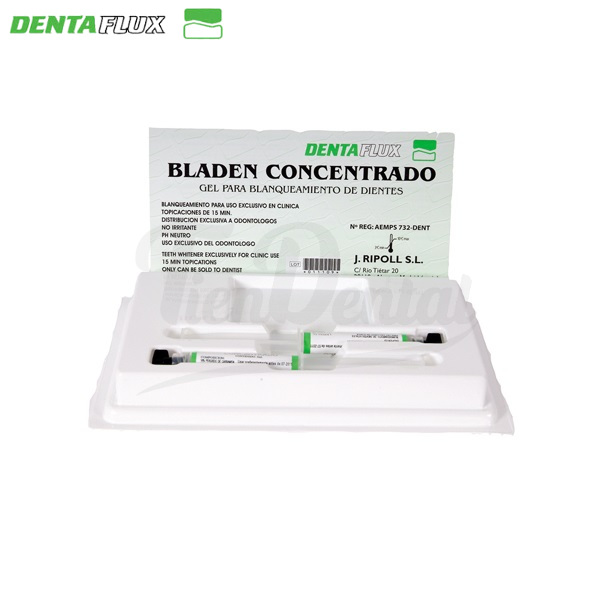 DENTAFLUX
DENTAFLUX
BLADEN CONCENTRADO
GEL PARA BLANQUEAMIENTO DE DIENTES
BLANQUEAMIENTO PARA USO EXCLUSIVO EN CLINICA
TOPICACIONES DE 15 MIN.
DISTRIBUCION EXCLUSIVA A ODONTOLOGOS
NO IRRITANTE
PH NEUTRO
USO EXCLUSIVO DEL ODONTOLOGO
TEETH WHITENER EXCLUSIVELY FOR CLINIC USE
15 MIN TOPICATIONS
ONLY CAN BE SOLD TO DENTIST
Nº REG: AEMPS 732-DENT
LOT
J. RIPOLL S.L.
C/ Rio Tiétar 20
TienDental